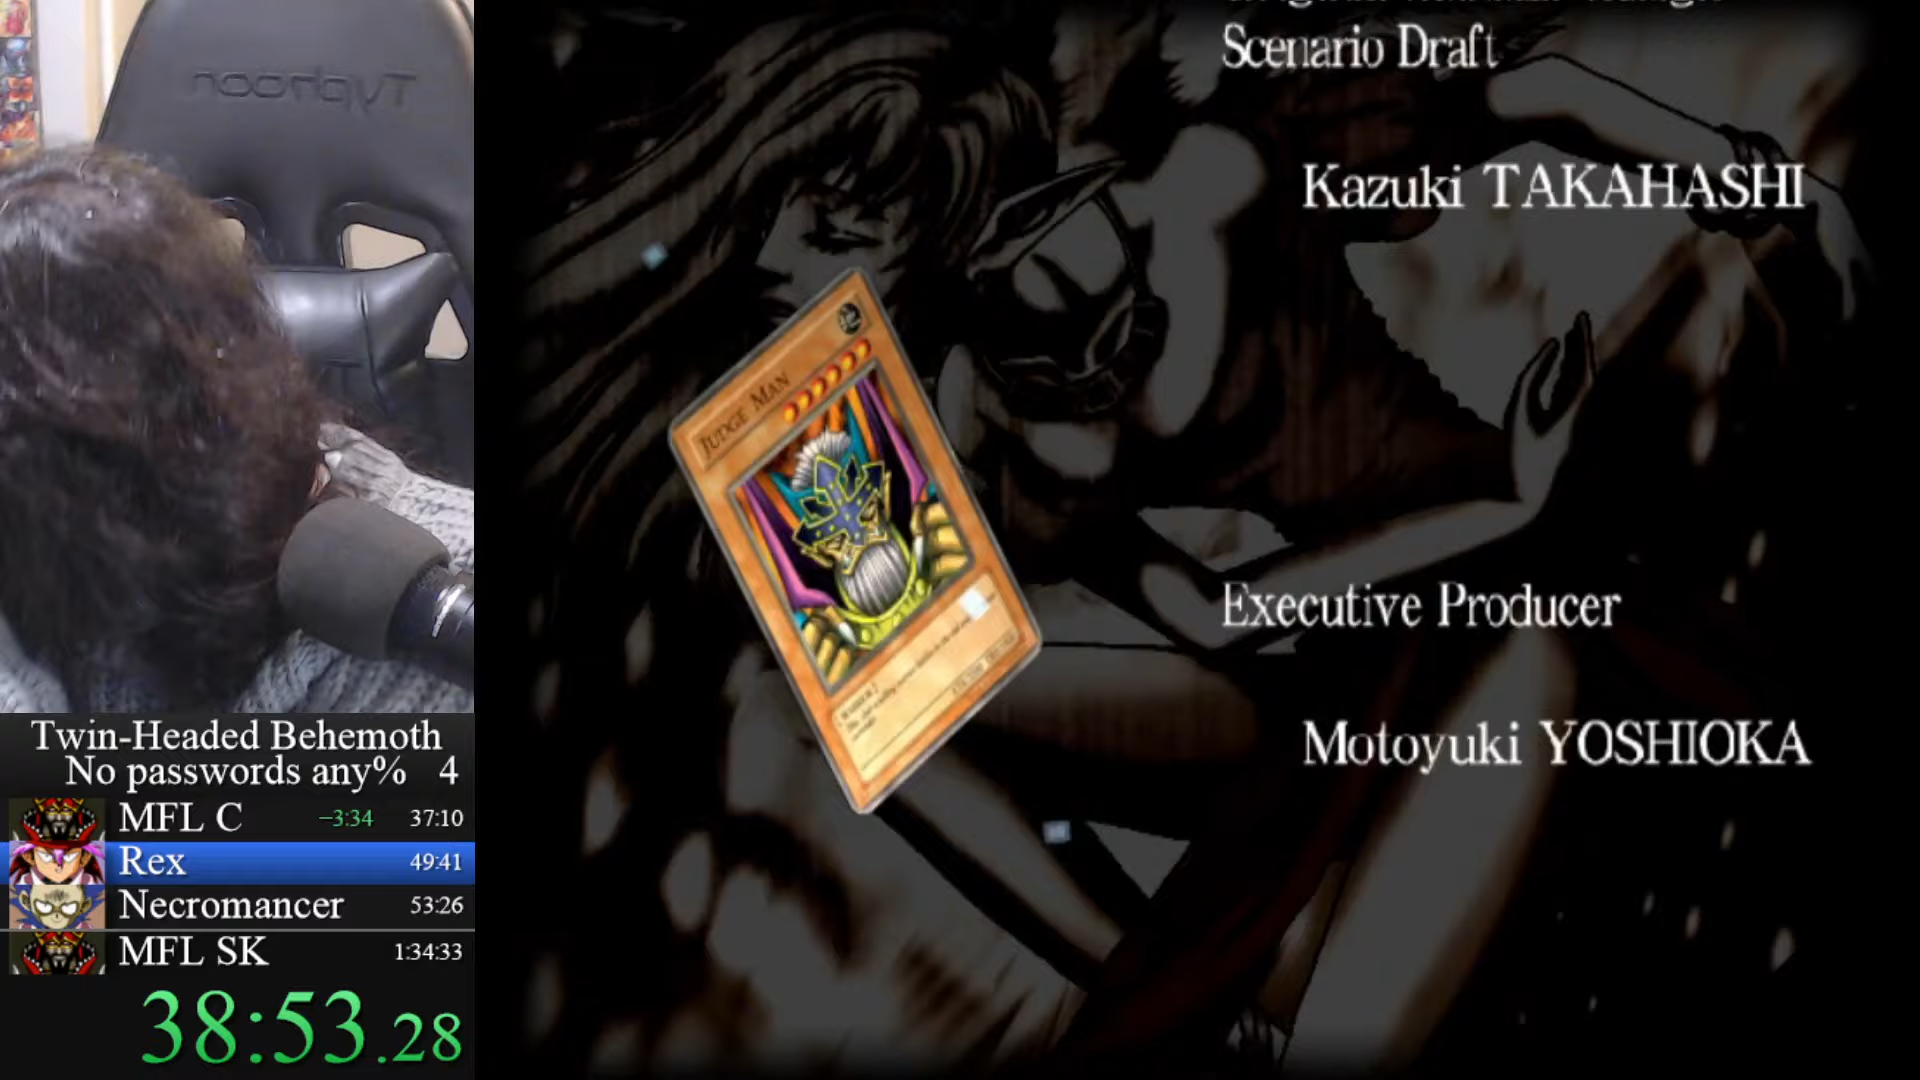 Typhoon
Scenario Draft
Kazuki TAKAHASHI
JUDGE MAN
Executive Producer
Motoyuki YOSHIOKA
Twin-Headed Behemoth
No passwords any% 4
MFL C −3:34 37:10
Rex 49:41
Necromancer 53:26
MFL SK 1:34:33
38:53.28